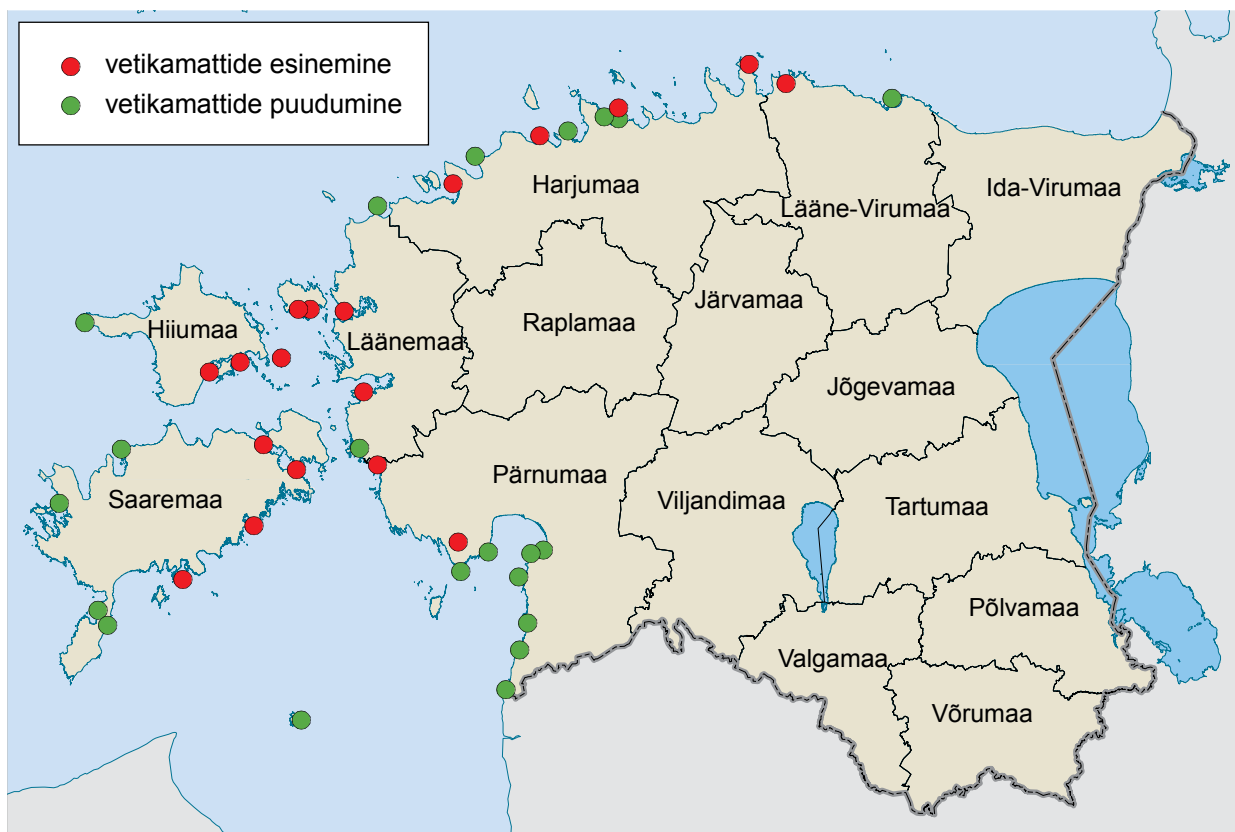 vetikamattide esinemine
vetikamattide puudumine
Harjumaa
Ida-Virumaa
Lääne-Virumaa
Järvamaa
Raplamaa
Hiiumaa
Läänemaa
Jõgevamaa
Pärnumaa
Saaremaa
Viljandimaa
Tartumaa
Põlvamaa
Valgamaa
Võrumaa